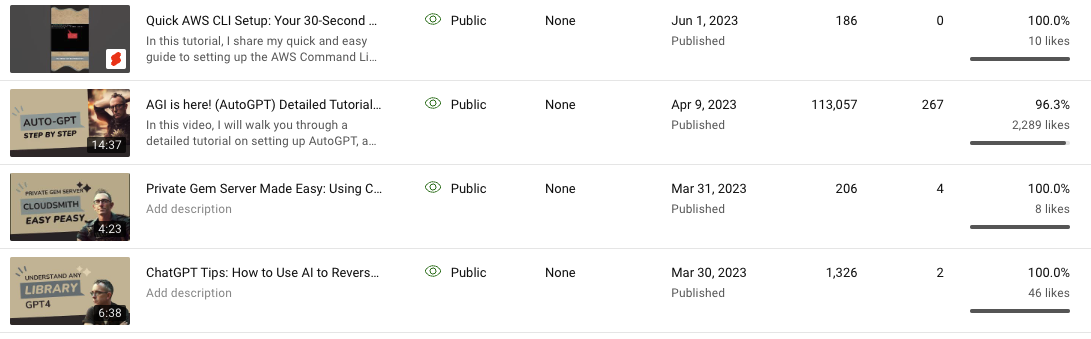 Quick AWS CLI Setup: Your 30-Second ...
Public
None
Jun 1, 2023
186
0
100.0%
In this tutorial, I share my quick and easy
guide to setting up the AWS Command Li...
Published
10 likes
AUTO-GPT
STEP BY STEP
14:37
AGI is here! (AutoGPT) Detailed Tutorial...
Public
None
Apr 9, 2023
113,057
267
96.3%
In this video, I will walk you through a
detailed tutorial on setting up AutoGPT, a...
Published
2,289 likes
PRIVATE GEM SERVER
CLOUDSMITH
EASY PEASY
4:23
Private Gem Server Made Easy: Using C...
Public
None
Mar 31, 2023
206
4
100.0%
Add description
Published
8 likes
UNDERSTAND ANY
LIBRARY
GPT4
6:38
ChatGPT Tips: How to Use AI to Revers...
Public
None
Mar 30, 2023
1,326
2
100.0%
Add description
Published
46 likes